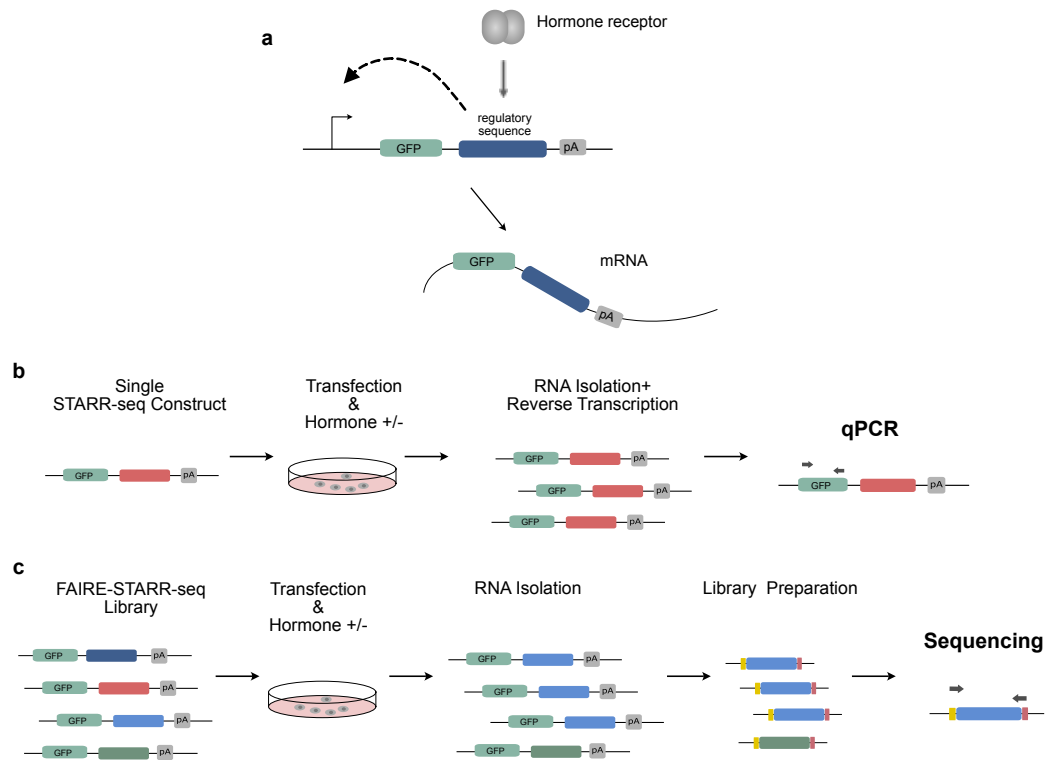 a
Hormone receptor
regulatory
sequence
GFP
pA
GFP
mRNA
pA
b
Single
STARR-seq Construct
Transfection
&
Hormone +/-
RNA Isolation+
Reverse Transcription
qPCR
GFP pA
GFP pA
GFP pA
GFP pA
GFP pA
c
FAIRE-STARR-seq
Library
Transfection
&
Hormone +/-
RNA Isolation
Library Preparation
Sequencing
GFP pA
GFP pA
GFP pA
GFP pA
GFP pA
GFP pA
GFP pA
GFP pA